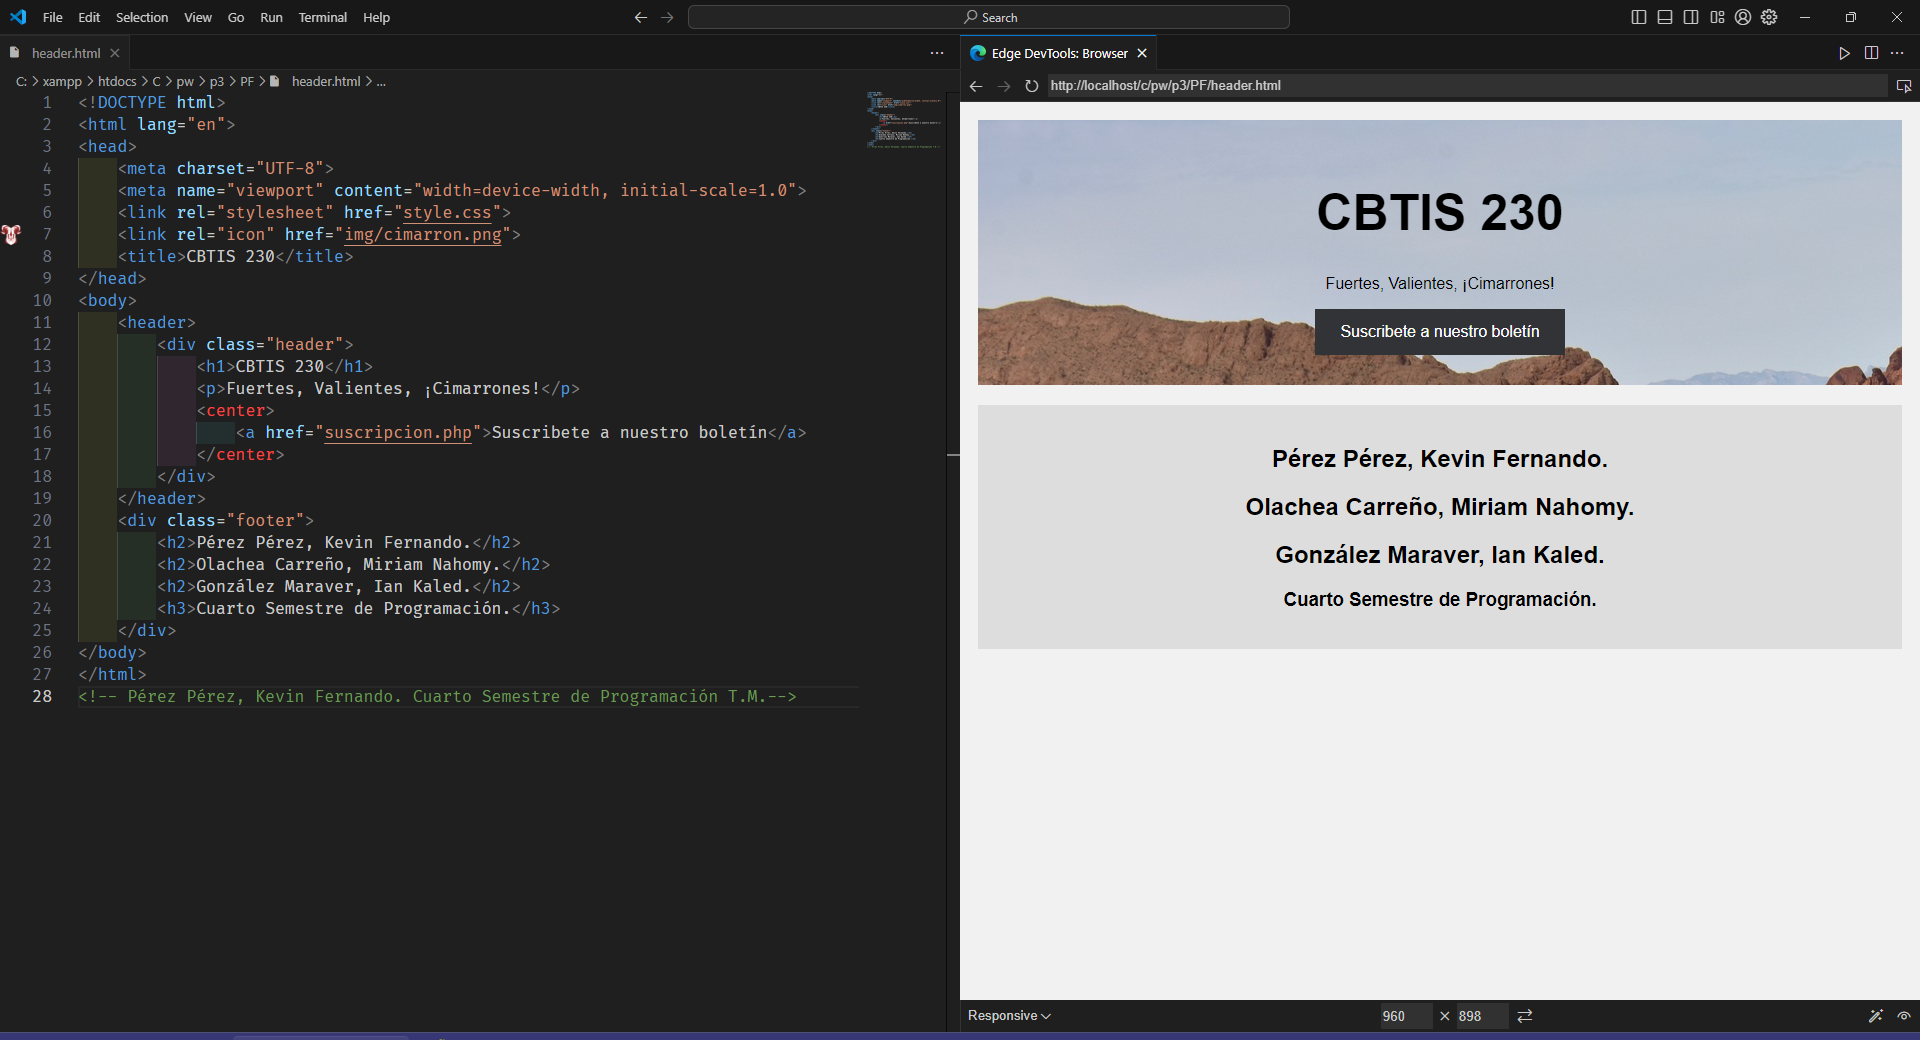 File Edit Selection View Go Run Terminal Help
Search
header.html
C: > xampp > htdocs > C > pw > p3 > PF > header.html > ...
1 <!DOCTYPE html>
2 <html lang="en">
3 <head>
4 <meta charset="UTF-8">
5 <meta name="viewport" content="width=device-width, initial-scale=1.0">
6 <link rel="stylesheet" href="style.css">
7 <link rel="icon" href="img/cimarron.png">
8 <title>CBTIS 230</title>
9 </head>
10 <body>
11 <header>
12 <div class="header">
13 <h1>CBTIS 230</h1>
14 <p>Fuertes, Valientes, ¡Cimarrones!</p>
15 <center>
16 <a href="suscripcion.php">Suscribete a nuestro boletín</a>
17 </center>
18 </div>
19 </header>
20 <div class="footer">
21 <h2>Pérez Pérez, Kevin Fernando.</h2>
22 <h2>Olachea Carreño, Miriam Nahomy.</h2>
23 <h2>González Maraver, Ian Kaled.</h2>
24 <h3>Cuarto Semestre de Programación.</h3>
25 </div>
26 </body>
27 </html>
28 <!-- Pérez Pérez, Kevin Fernando. Cuarto Semestre de Programación T.M.-->
Edge DevTools: Browser
http://localhost/c/pw/p3/PF/header.html
CBTIS 230
Fuertes, Valientes, ¡Cimarrones!
Suscribete a nuestro boletín
Pérez Pérez, Kevin Fernando.
Olachea Carreño, Miriam Nahomy.
González Maraver, Ian Kaled.
Cuarto Semestre de Programación.
Responsive 960 × 898